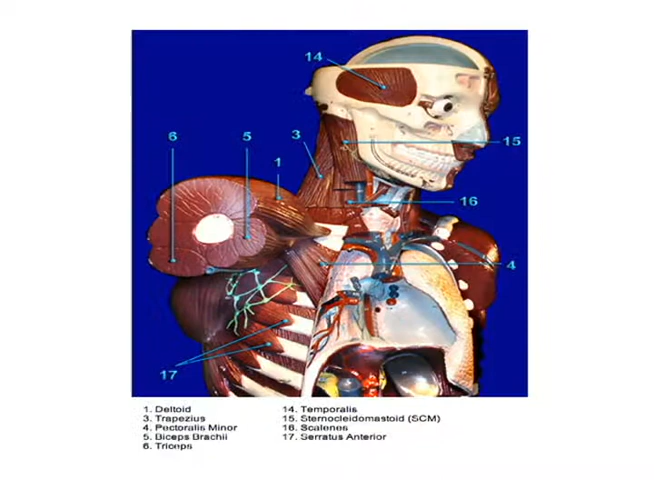 14
6
5
3
15
1
16
4
17
1. Deltoid
3. Trapezius
4. Pectoralis Minor
5. Biceps Brachii
6. Triceps
14. Temporalis
15. Sternocleidomastoid (SCM)
16. Scalenes
17. Serratus Anterior